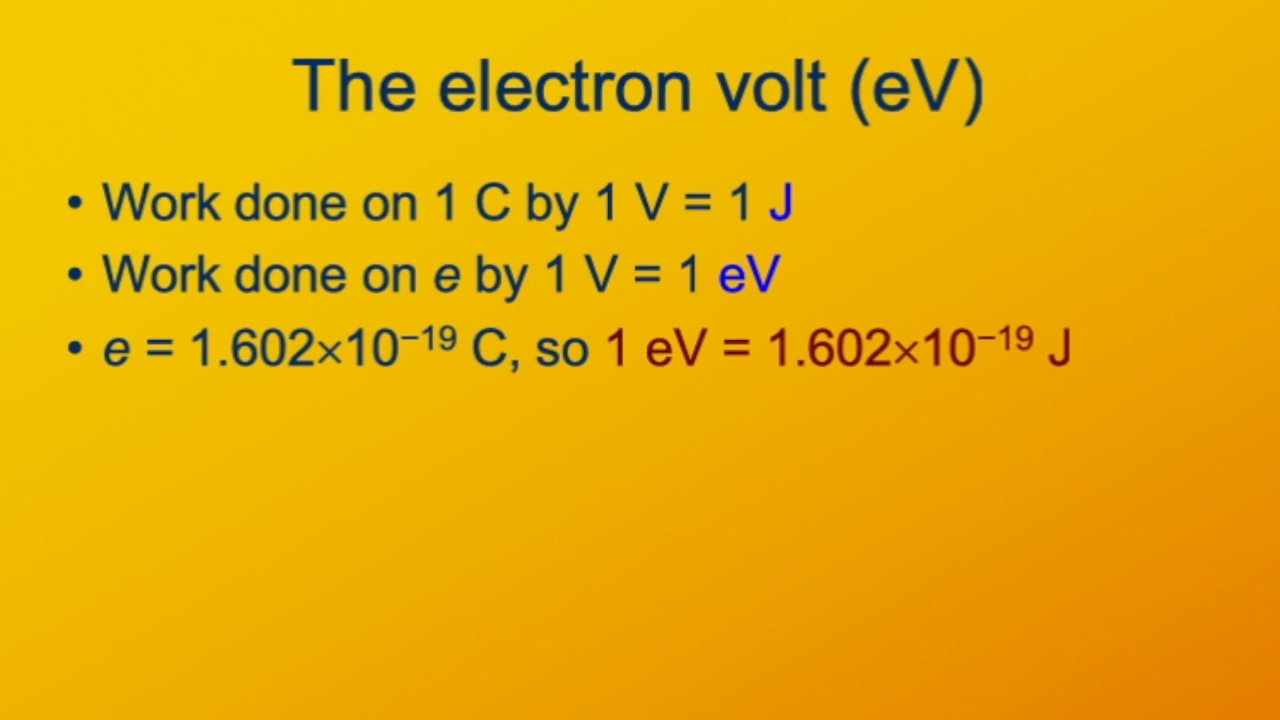 The electron volt (eV)
• Work done on 1 C by 1 V = 1 J
• Work done on e by 1 V = 1 eV
• e = 1.602×10⁻¹⁹ C, so 1 eV = 1.602×10⁻¹⁹ J